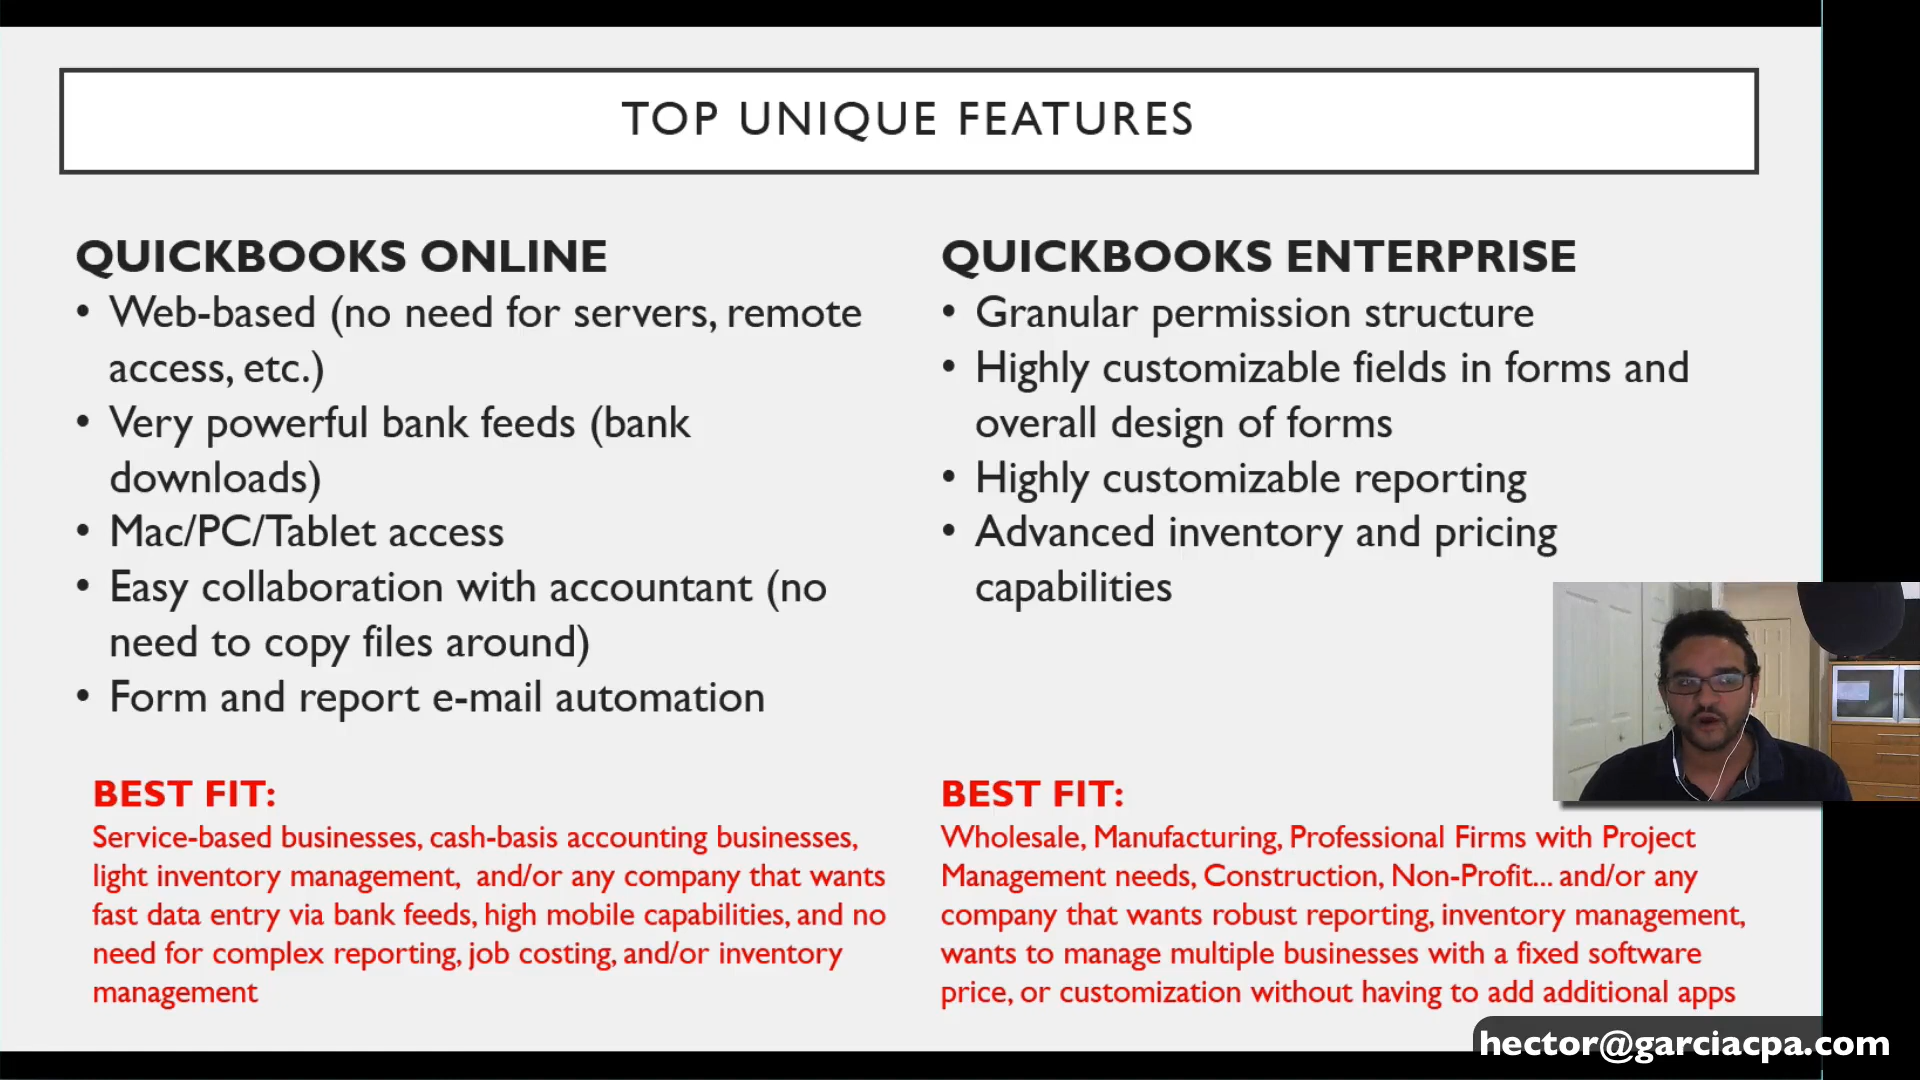 TOP UNIQUE FEATURES
QUICKBOOKS ONLINE
• Web-based (no need for servers, remote
access, etc.)
• Very powerful bank feeds (bank
downloads)
• Mac/PC/Tablet access
• Easy collaboration with accountant (no
need to copy files around)
• Form and report e-mail automation
BEST FIT:
Service-based businesses, cash-basis accounting businesses,
light inventory management,  and/or any company that wants
fast data entry via bank feeds, high mobile capabilities, and no
need for complex reporting, job costing, and/or inventory
management
QUICKBOOKS ENTERPRISE
• Granular permission structure
• Highly customizable fields in forms and
overall design of forms
• Highly customizable reporting
• Advanced inventory and pricing
capabilities
BEST FIT:
Wholesale, Manufacturing, Professional Firms with Project
Management needs, Construction, Non-Profit... and/or any
company that wants robust reporting, inventory management,
wants to manage multiple businesses with a fixed software
price, or customization without having to add additional apps
hector@garciacpa.com